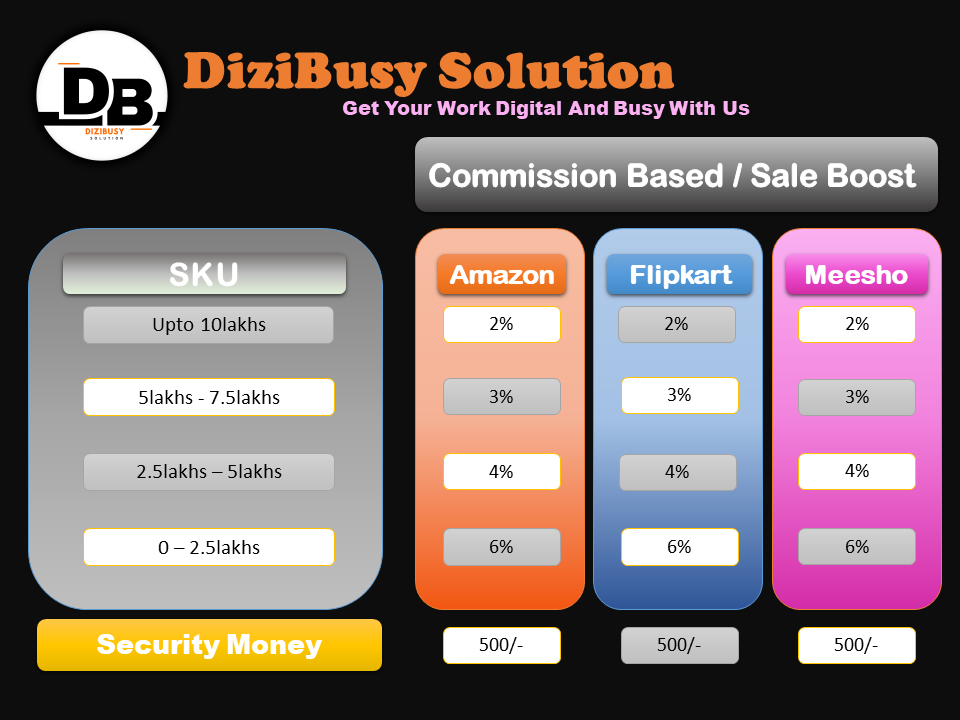 DB
DIZIBUSY
SOLUTION
DiziBusy Solution
Get Your Work Digital And Busy With Us
Commission Based / Sale Boost
SKU Amazon Flipkart Meesho
Upto 10lakhs 2% 2% 2%
5lakhs - 7.5lakhs 3% 3% 3%
2.5lakhs – 5lakhs 4% 4% 4%
0 – 2.5lakhs 6% 6% 6%
Security Money 500/- 500/- 500/-